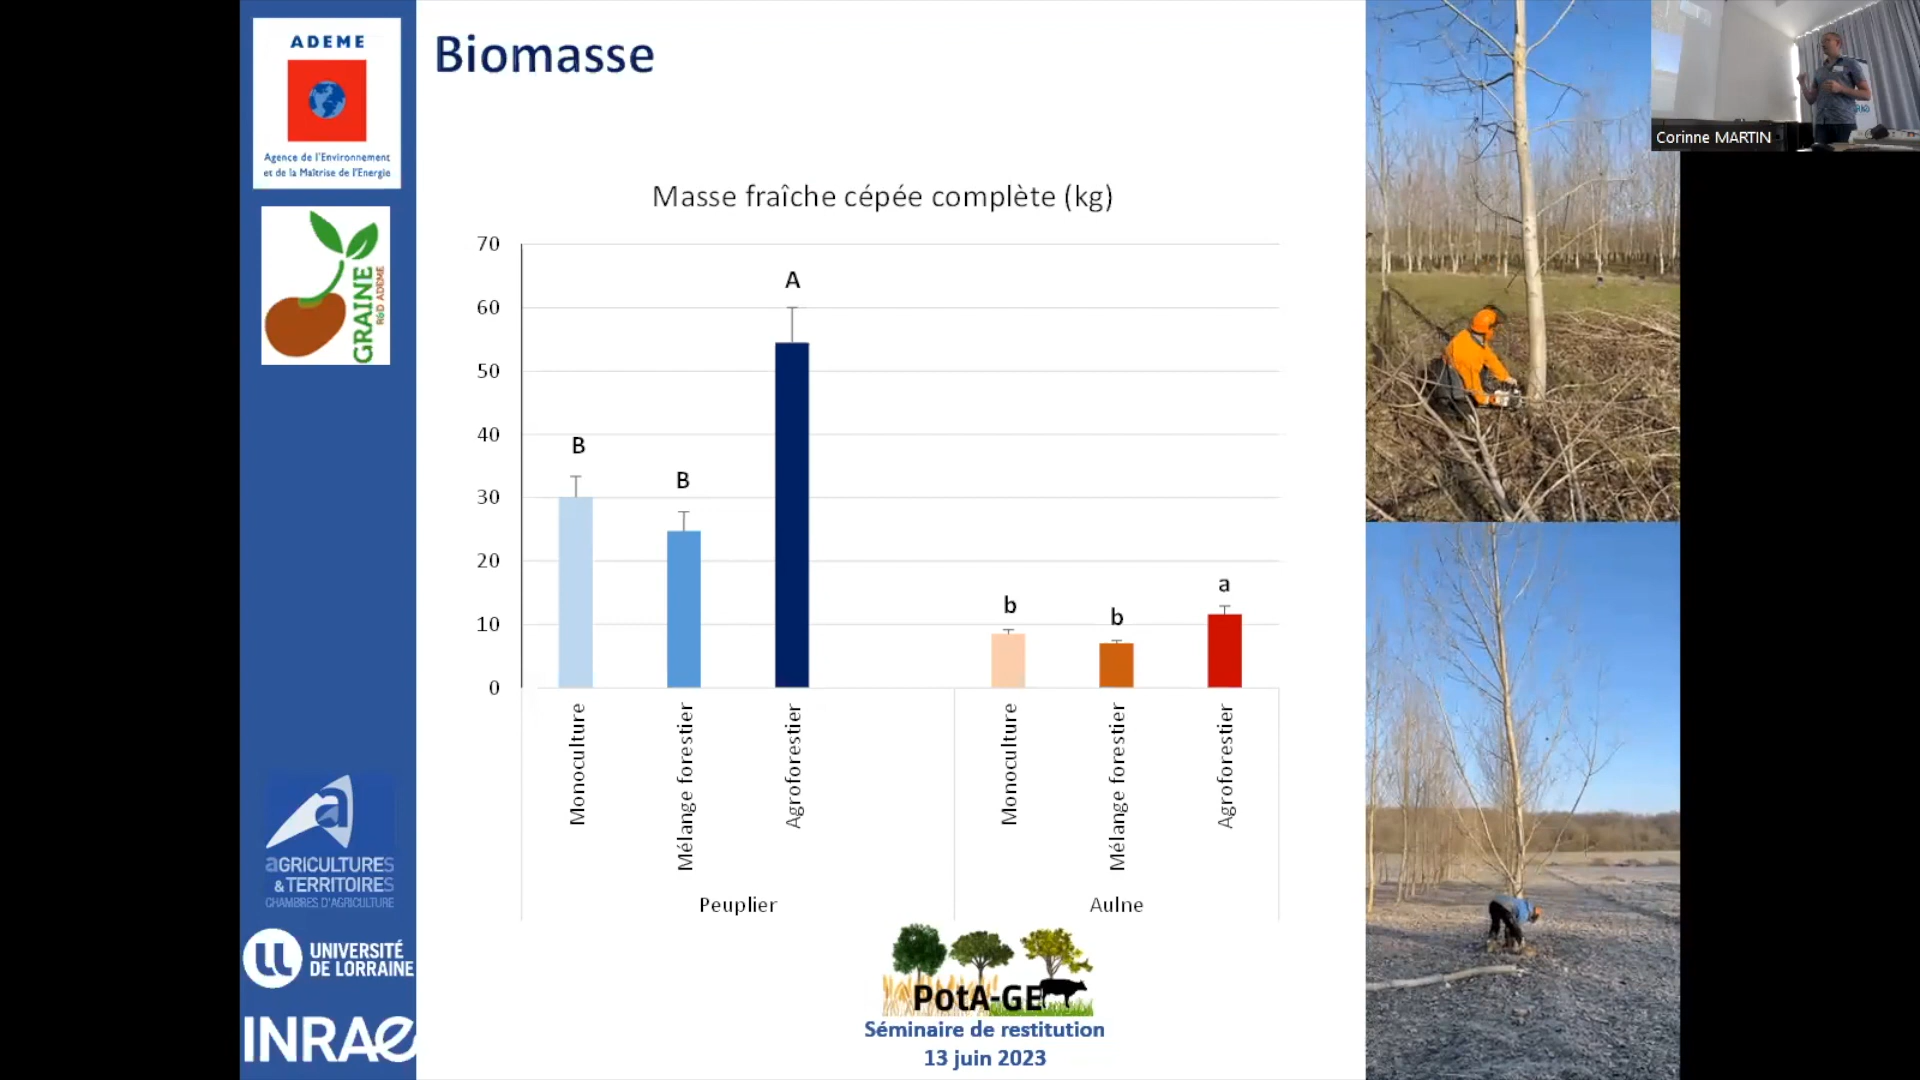 ADEME
Agence de l'Environnement
et de la Maîtrise de l'Energie
GRAINE
R&D ADEME
AGRICULTURES
& TERRITOIRES
CHAMBRES D'AGRICULTURE
UNIVERSITÉ
DE LORRAINE
INRAE
Biomasse
Masse fraîche cépée complète (kg)
70
60
50
40
30
20
10
0
B
B
A
b
b
a
Monoculture
Mélange forestier
Agroforestier
Monoculture
Mélange forestier
Agroforestier
Peuplier
Aulne
PotA-GE
Séminaire de restitution
13 juin 2023
Corinne MARTIN